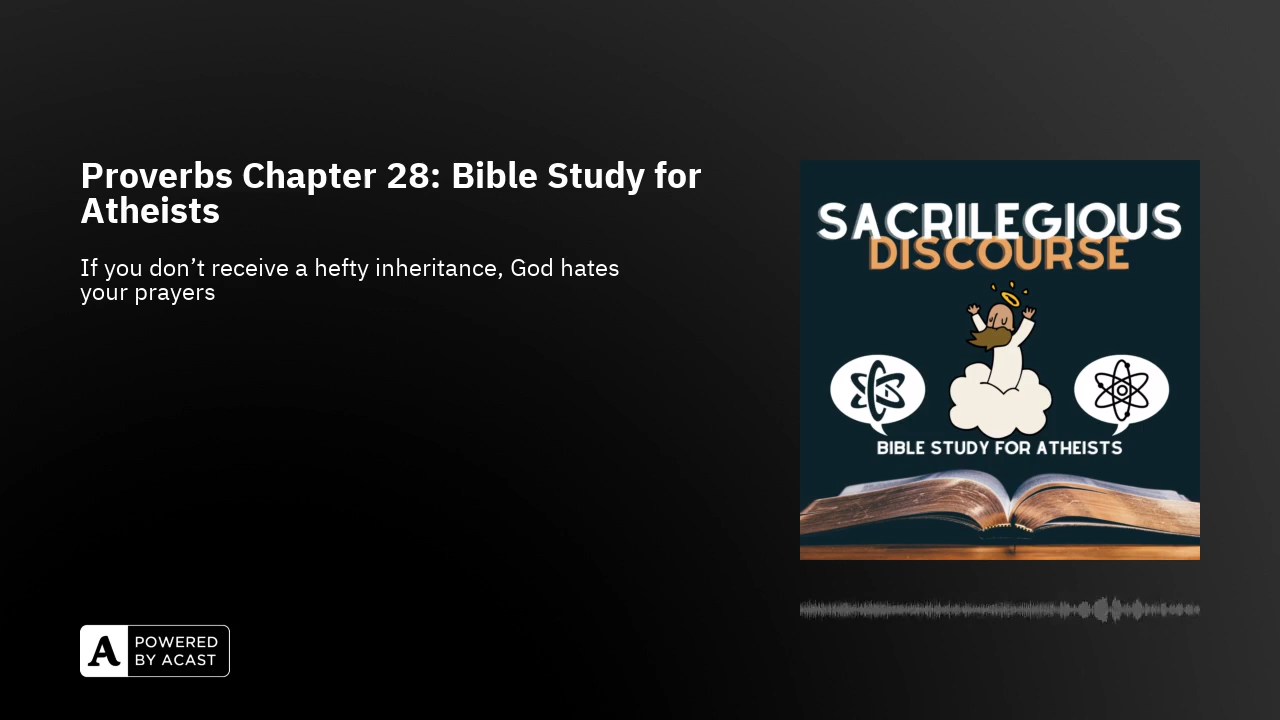 Proverbs Chapter 28: Bible Study for
Atheists
If you don’t receive a hefty inheritance, God hates
your prayers
SACRILEGIOUS
DISCOURSE
BIBLE STUDY FOR ATHEISTS
A POWERED
BY ACAST